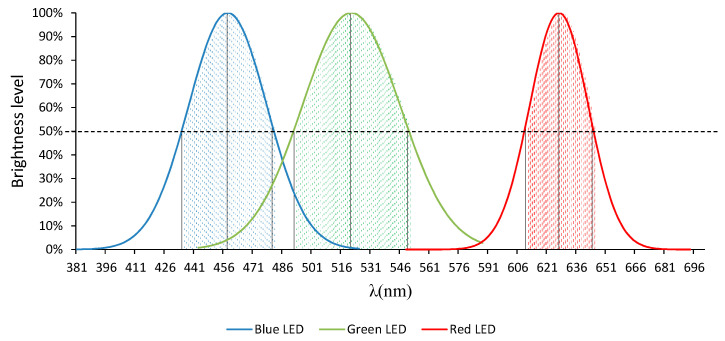 100%
90%
80%
70%
60%
50%
40%
30%
20%
10%
0%
Brightness level
381 396 411 426 441 456 471 486 501 516 531 546 561 576 591 606 621 636 651 666 681 696
λ(nm)
Blue LED Green LED Red LED